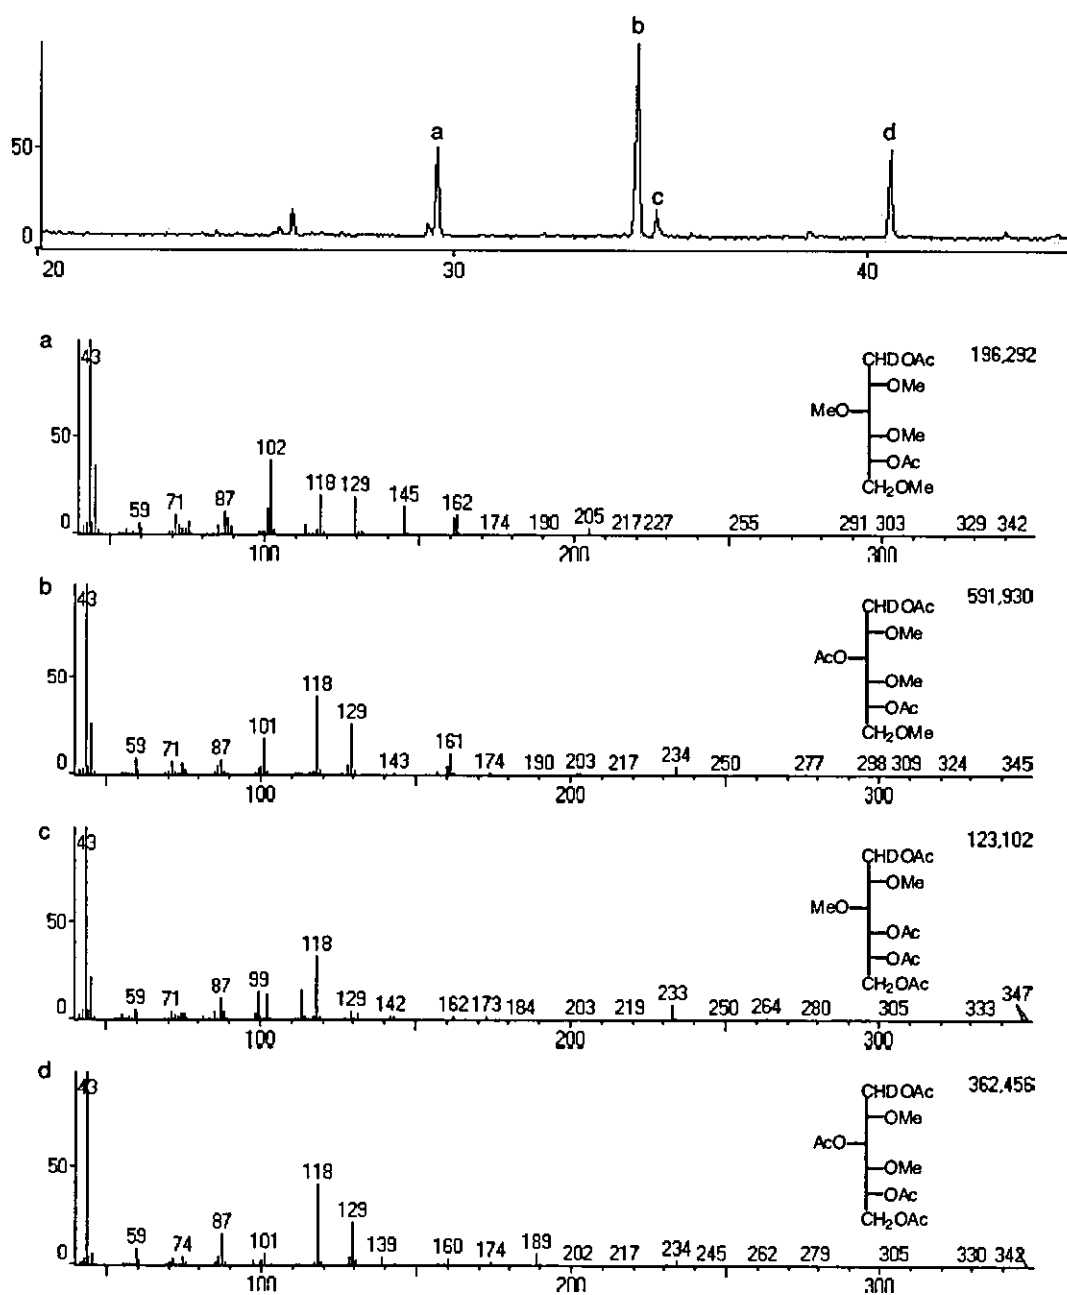 b
a
d
c
50
0
20 30 40
a
43
50
0
59 71 87 102 118 129 145 162 174 190 205 217 227 255 291 303 329 342
100 200 300
CHDOAc
OMe
MeO
OMe
OAc
CH₂OMe
196,292
b
43
50
0
59 71 87 101 118 129 143 161 174 190 203 217 234 250 277 298 309 324 345
100 200 300
CHDOAc
OMe
AcO
OMe
OAc
CH₂OMe
591,930
c
43
50
0
59 71 87 99 118 129 142 162 173 184 203 219 233 250 264 280 305 333 347
100 200 300
CHDOAc
OMe
MeO
OAc
OAc
CH₂OAc
123,102
d
43
50
0
59 74 87 101 118 129 139 160 174 189 202 217 234 245 262 279 305 330 342
100 200 300
CHDOAc
OMe
AcO
OMe
OAc
CH₂OAc
362,456